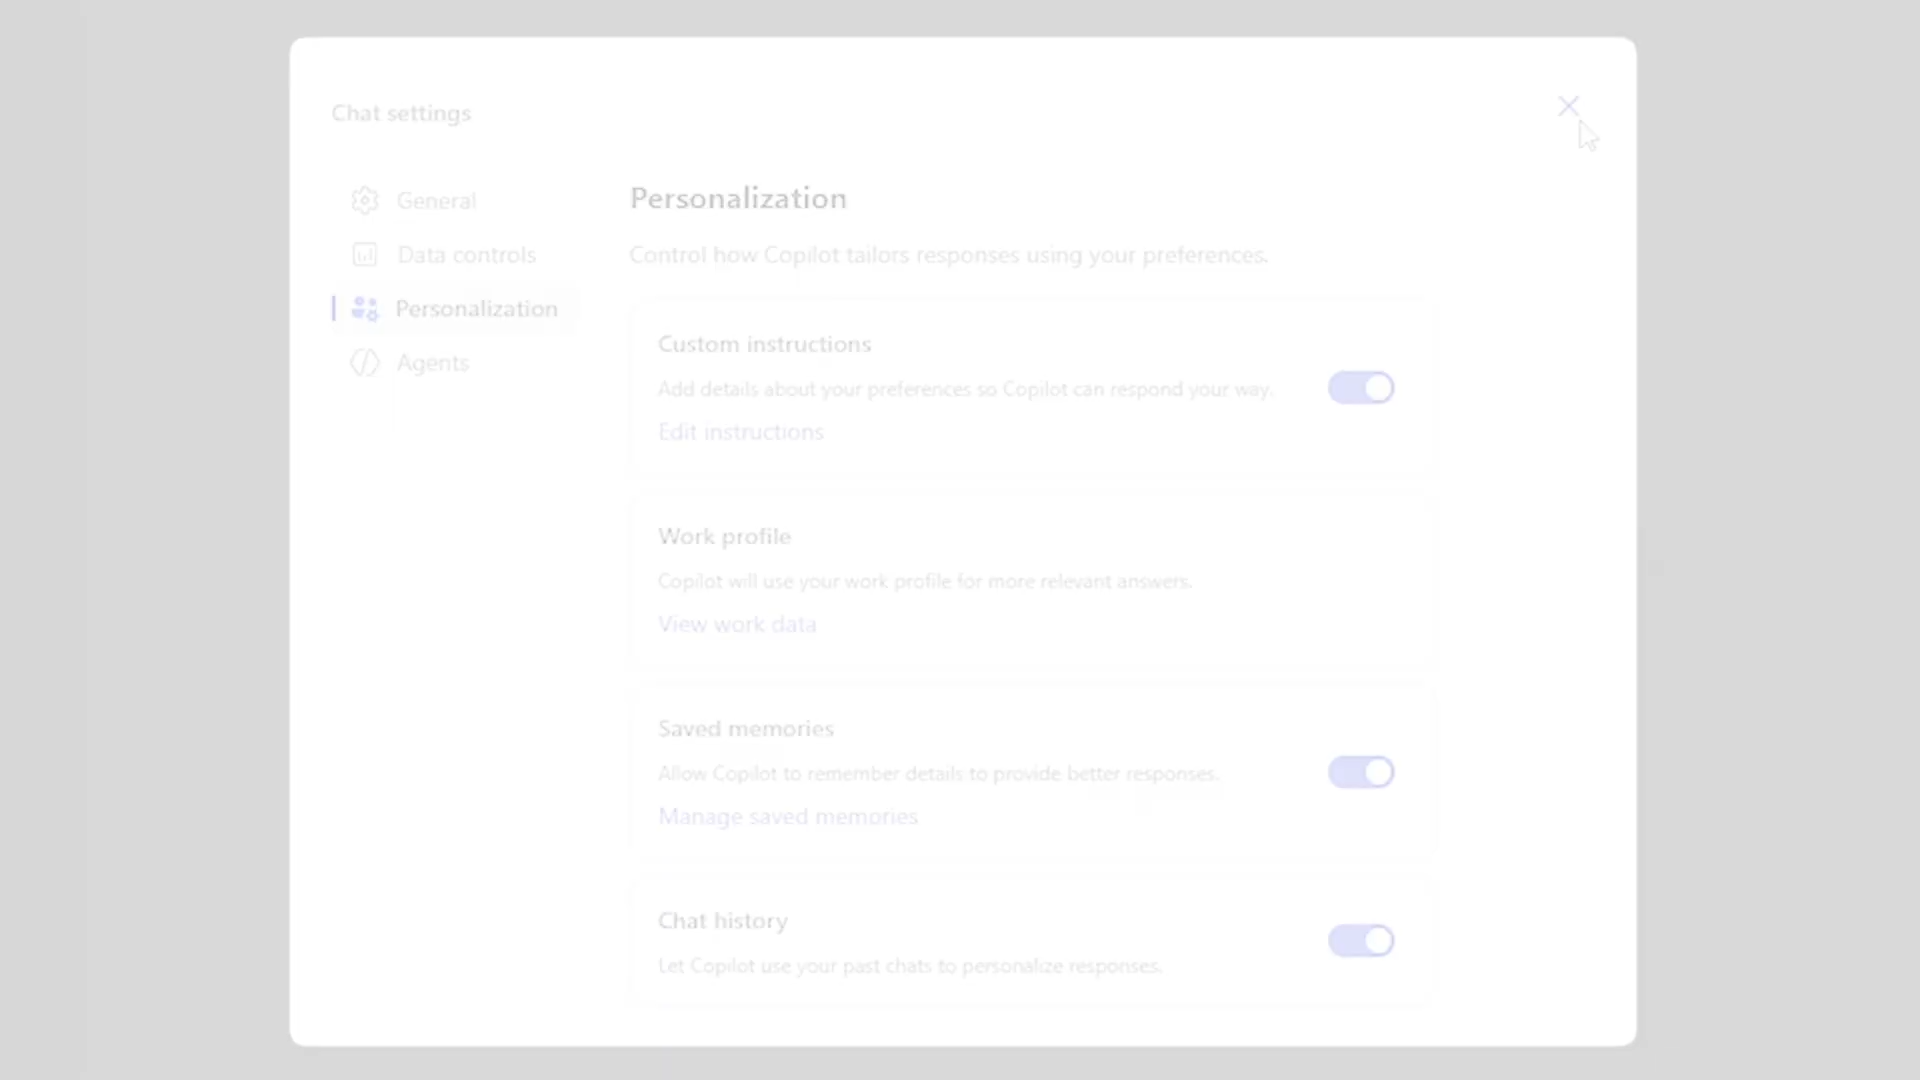 Chat settings
General
Data controls
Personalization
Agents
Personalization
Control how Copilot tailors responses using your preferences.
Custom instructions
Add details about your preferences so Copilot can respond your way.
Edit instructions
Work profile
Copilot will use your work profile for more relevant answers.
View work data
Saved memories
Allow Copilot to remember details to provide better responses.
Manage saved memories
Chat history
Let Copilot use your past chats to personalize responses.